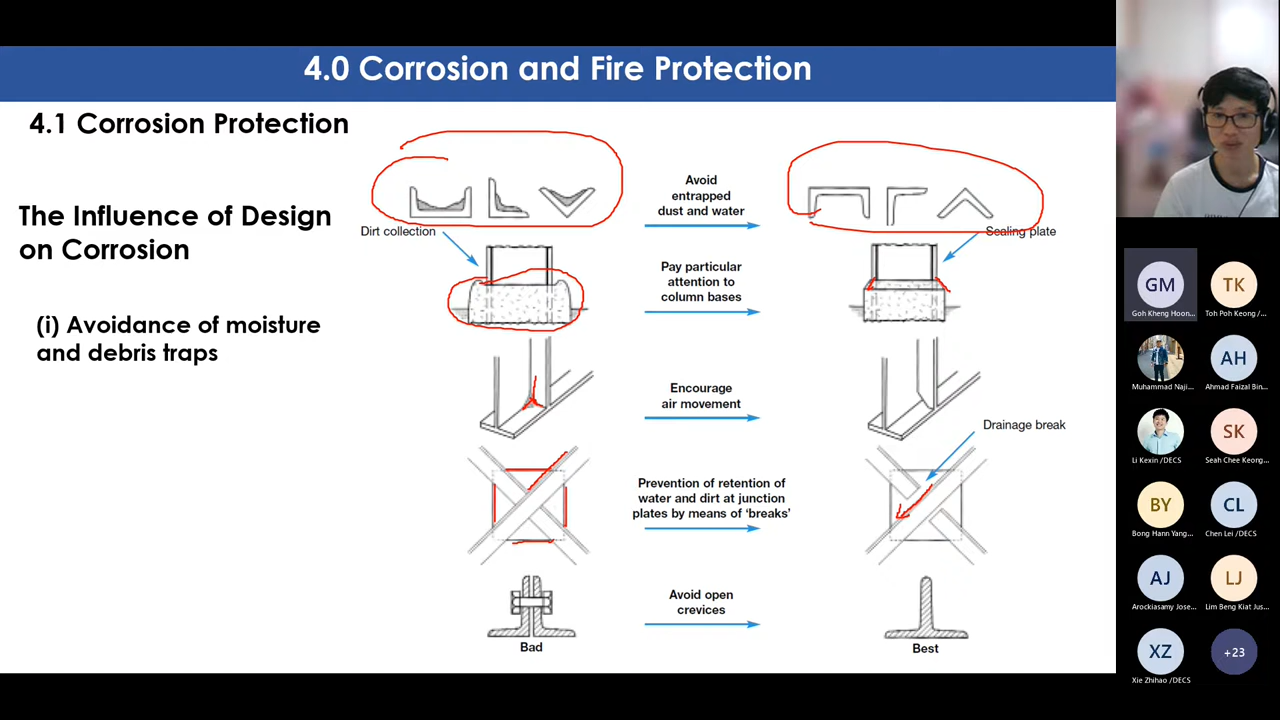 4.0 Corrosion and Fire Protection
4.1 Corrosion Protection
The Influence of Design
on Corrosion
(i) Avoidance of moisture
and debris traps
Avoid
entrapped
dust and water
Dirt collection
Sealing plate
Pay particular
attention to
column bases
Encourage
air movement
Drainage break
Prevention of retention of
water and dirt at junction
plates by means of ‘breaks’
Avoid open
crevices
Bad
Best
GM
Goh Kheng Hoon...
TK
Toh Poh Keong /...
Muhammad Naji...
AH
Ahmad Faizal Bin...
Li Kexin /DECS
SK
Seah Chee Keong...
BY
Bong Hann Yang...
CL
Chen Lei /DECS
AJ
Arockiasamy Jose...
LJ
Lim Beng Kiat Jus...
XZ
Xie Zhihao /DECS
+23